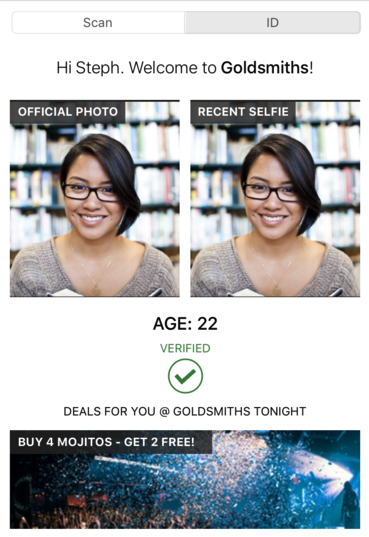 Scan
ID
Hi Steph. Welcome to Goldsmiths!
OFFICIAL PHOTO
RECENT SELFIE
AGE: 22
VERIFIED
DEALS FOR YOU @ GOLDSMITHS TONIGHT
BUY 4 MOJITOS - GET 2 FREE!